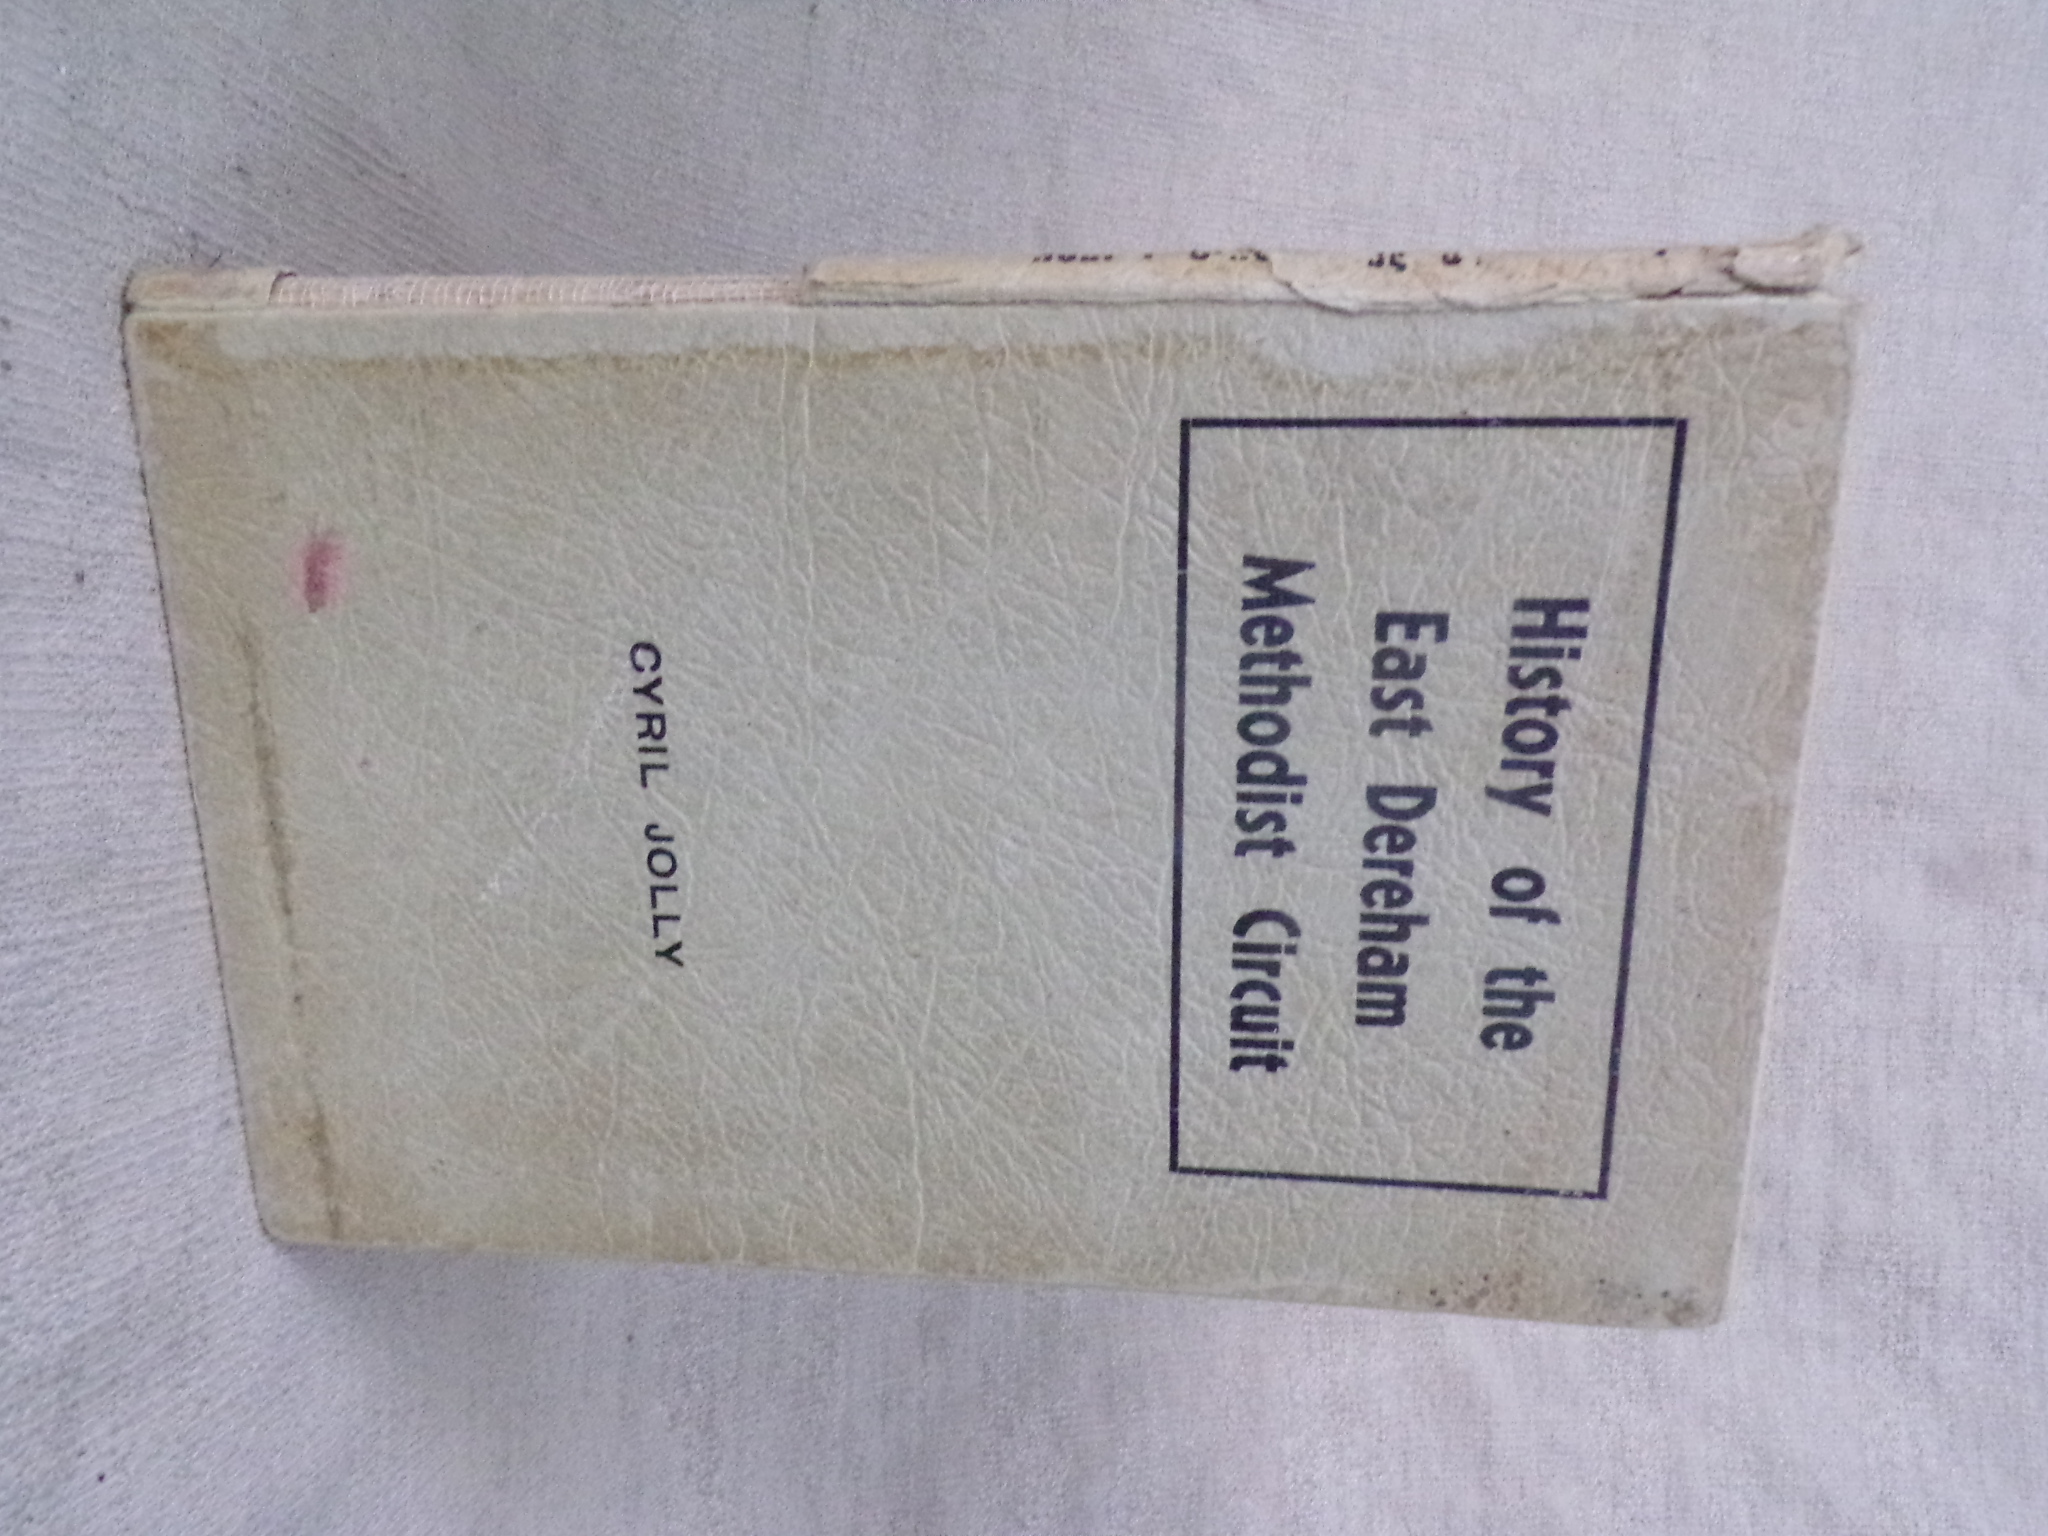 History of the
East Dereham
Methodist Circuit
CYRIL JOLLY